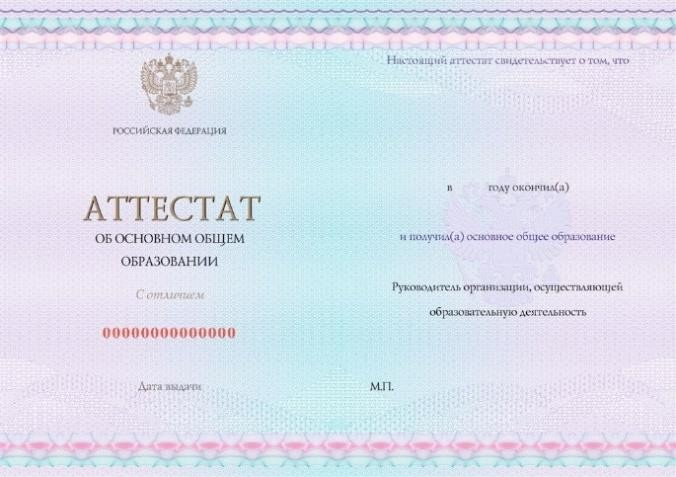 РОССИЙСКАЯ ФЕДЕРАЦИЯ
АТТЕСТАТ
ОБ ОСНОВНОМ ОБЩЕМ
ОБРАЗОВАНИИ
С отличием
00000000000000
Дата выдачи
Настоящий аттестат свидетельствует о том, что
в году окончил(а)
и получил(а) основное общее образование
Руководитель организации, осуществляющей
образовательную деятельность
М.П.